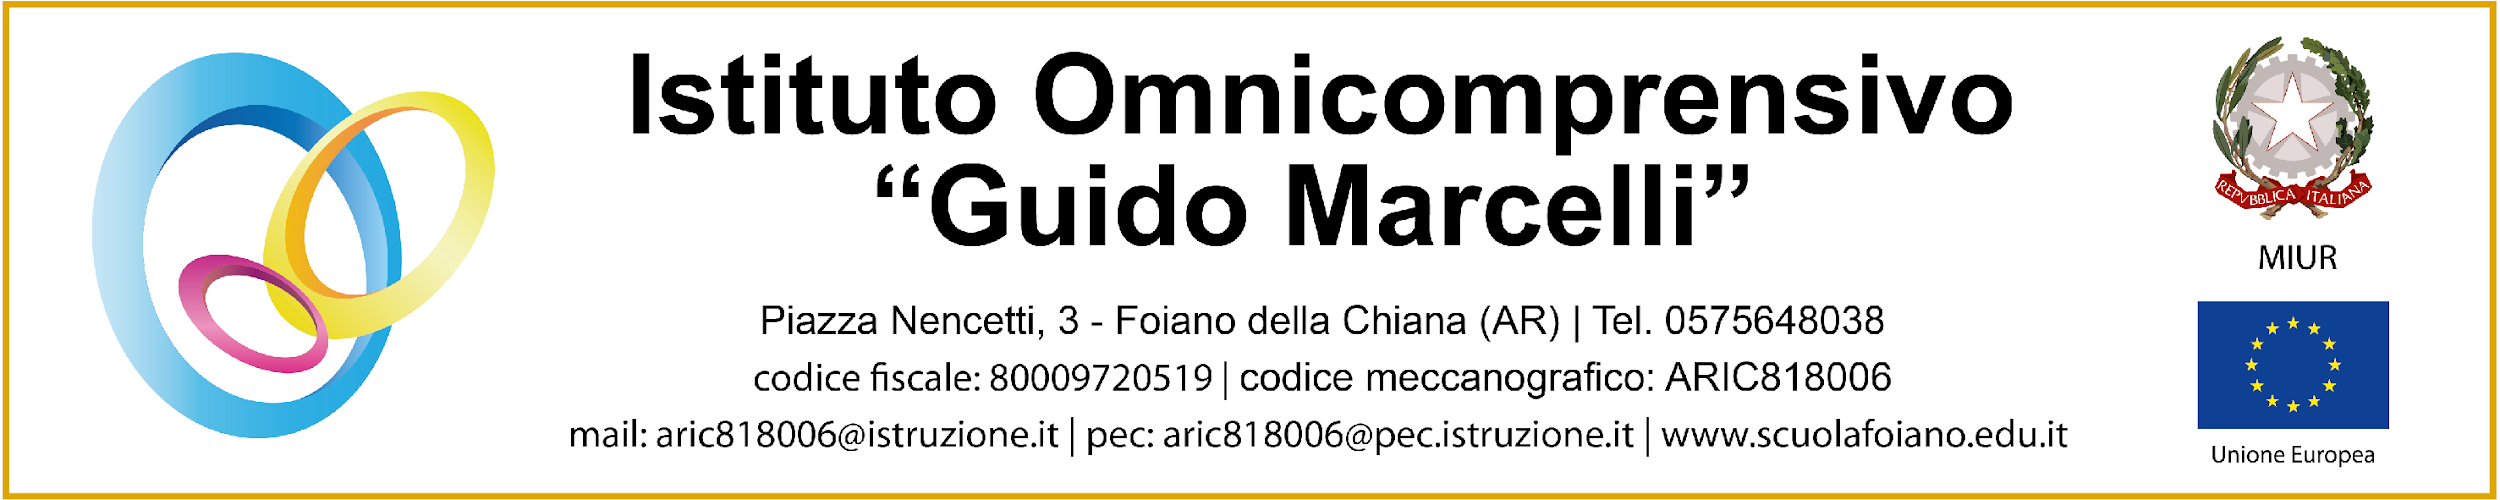 Istituto Omnicomprensivo
“Guido Marcelli”
Piazza Nencetti, 3 - Foiano della Chiana (AR) | Tel. 0575648038
codice fiscale: 80009720519 | codice meccanografico: ARIC818006
mail: aric818006@istruzione.it | pec: aric818006@pec.istruzione.it | www.scuolafoiano.edu.it
REPVBBLICA ITALIANA
MIUR
Unione Europea